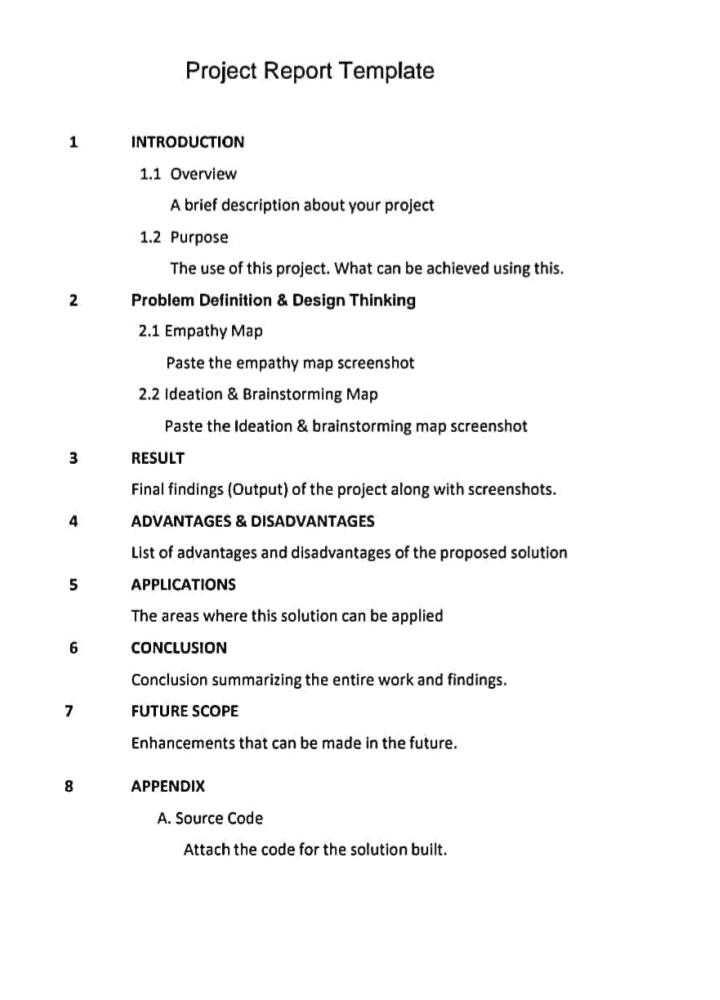 Project Report Template
1 INTRODUCTION
1.1 Overview
A brief description about your project
1.2 Purpose
The use of this project. What can be achieved using this.
2 Problem Definition & Design Thinking
2.1 Empathy Map
Paste the empathy map screenshot
2.2 Ideation & Brainstorming Map
Paste the Ideation & brainstorming map screenshot
3 RESULT
Final findings (Output) of the project along with screenshots.
4 ADVANTAGES & DISADVANTAGES
List of advantages and disadvantages of the proposed solution
5 APPLICATIONS
The areas where this solution can be applied
6 CONCLUSION
Conclusion summarizing the entire work and findings.
7 FUTURE SCOPE
Enhancements that can be made in the future.
8 APPENDIX
A. Source Code
Attach the code for the solution built.